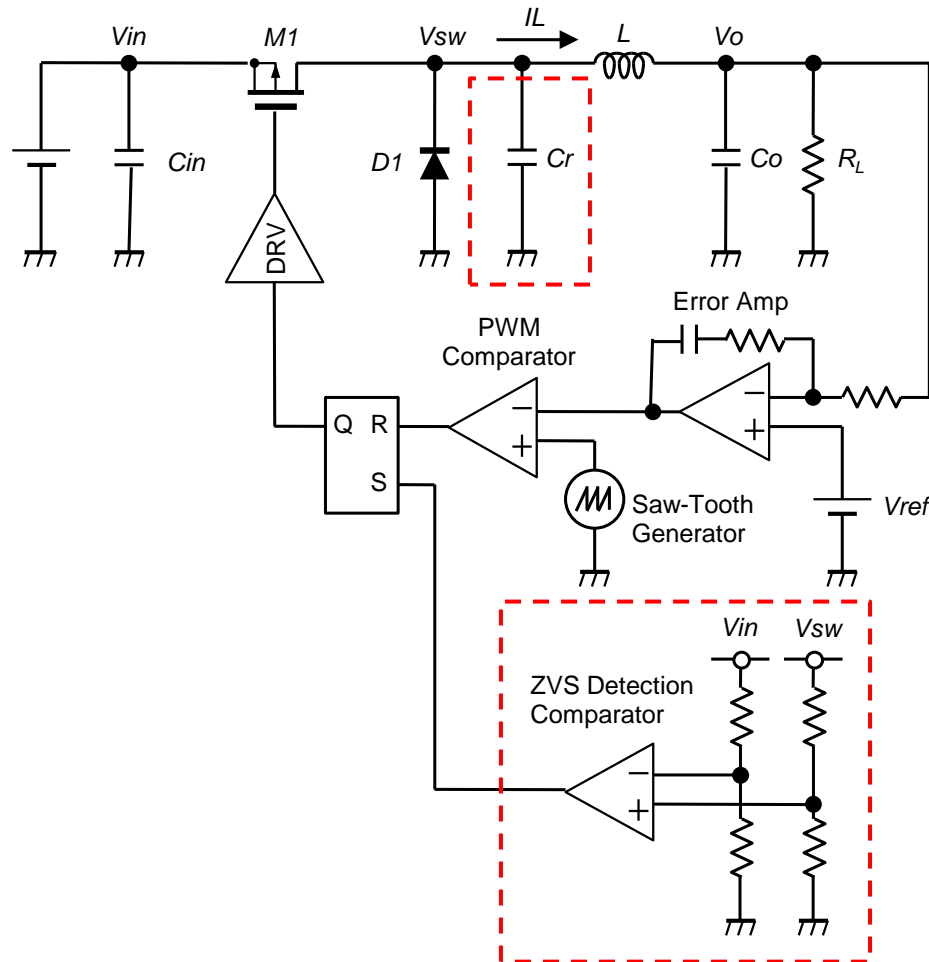 Vin
M1
Vsw
IL
L
Vo
Cin
D1
Cr
Co
RL
DRV
Error Amp
PWM
Comparator
−
+
−
+
Q
R
S
Saw-Tooth
Generator
Vref
Vin
Vsw
ZVS Detection
Comparator
−
+